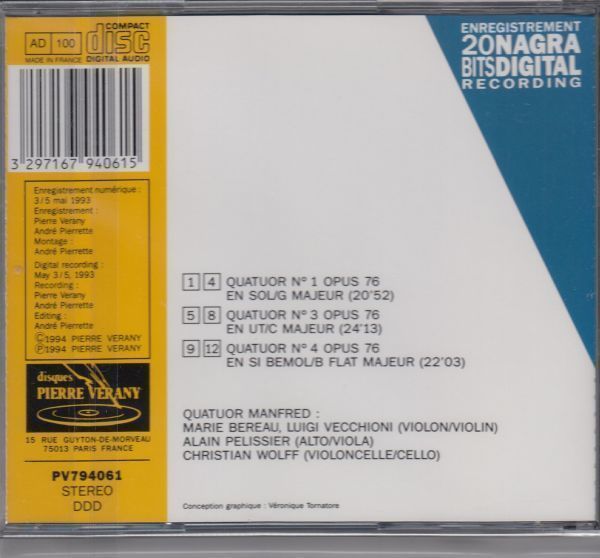 AD 100
MADE IN FRANCE
COMPACT
disc
DIGITAL AUDIO
3 297167 940615
Enregistrement numérique :
3/5 mai 1993
Enregistrement :
Pierre Verany
André Pierrette
Montage :
André Pierrette
Digital recording :
May 3/5, 1993
Recording :
Pierre Verany
André Pierrette
Editing :
André Pierrette
Ⓒ1994 PIERRE VERANY
Ⓟ1994 PIERRE VERANY
disques
PIERRE VERANY
15 RUE GUYTON-DE-MORVEAU
75013 PARIS FRANCE
PV794061
STEREO
DDD
ENREGISTREMENT
20 NAGRA
BITS DIGITAL
RECORDING
1 4 QUATUOR Nº 1 OPUS 76
EN SOL/G MAJEUR (20'52)
5 8 QUATUOR Nº 3 OPUS 76
EN UT/C MAJEUR (24'13)
9 12 QUATUOR Nº 4 OPUS 76
EN SI BEMOL/B FLAT MAJEUR (22'03)
QUATUOR MANFRED :
MARIE BEREAU, LUIGI VECCHIONI (VIOLON/VIOLIN)
ALAIN PELISSIER (ALTO/VIOLA)
CHRISTIAN WOLFF (VIOLONCELLE/CELLO)
Conception graphique : Véronique Tornatore